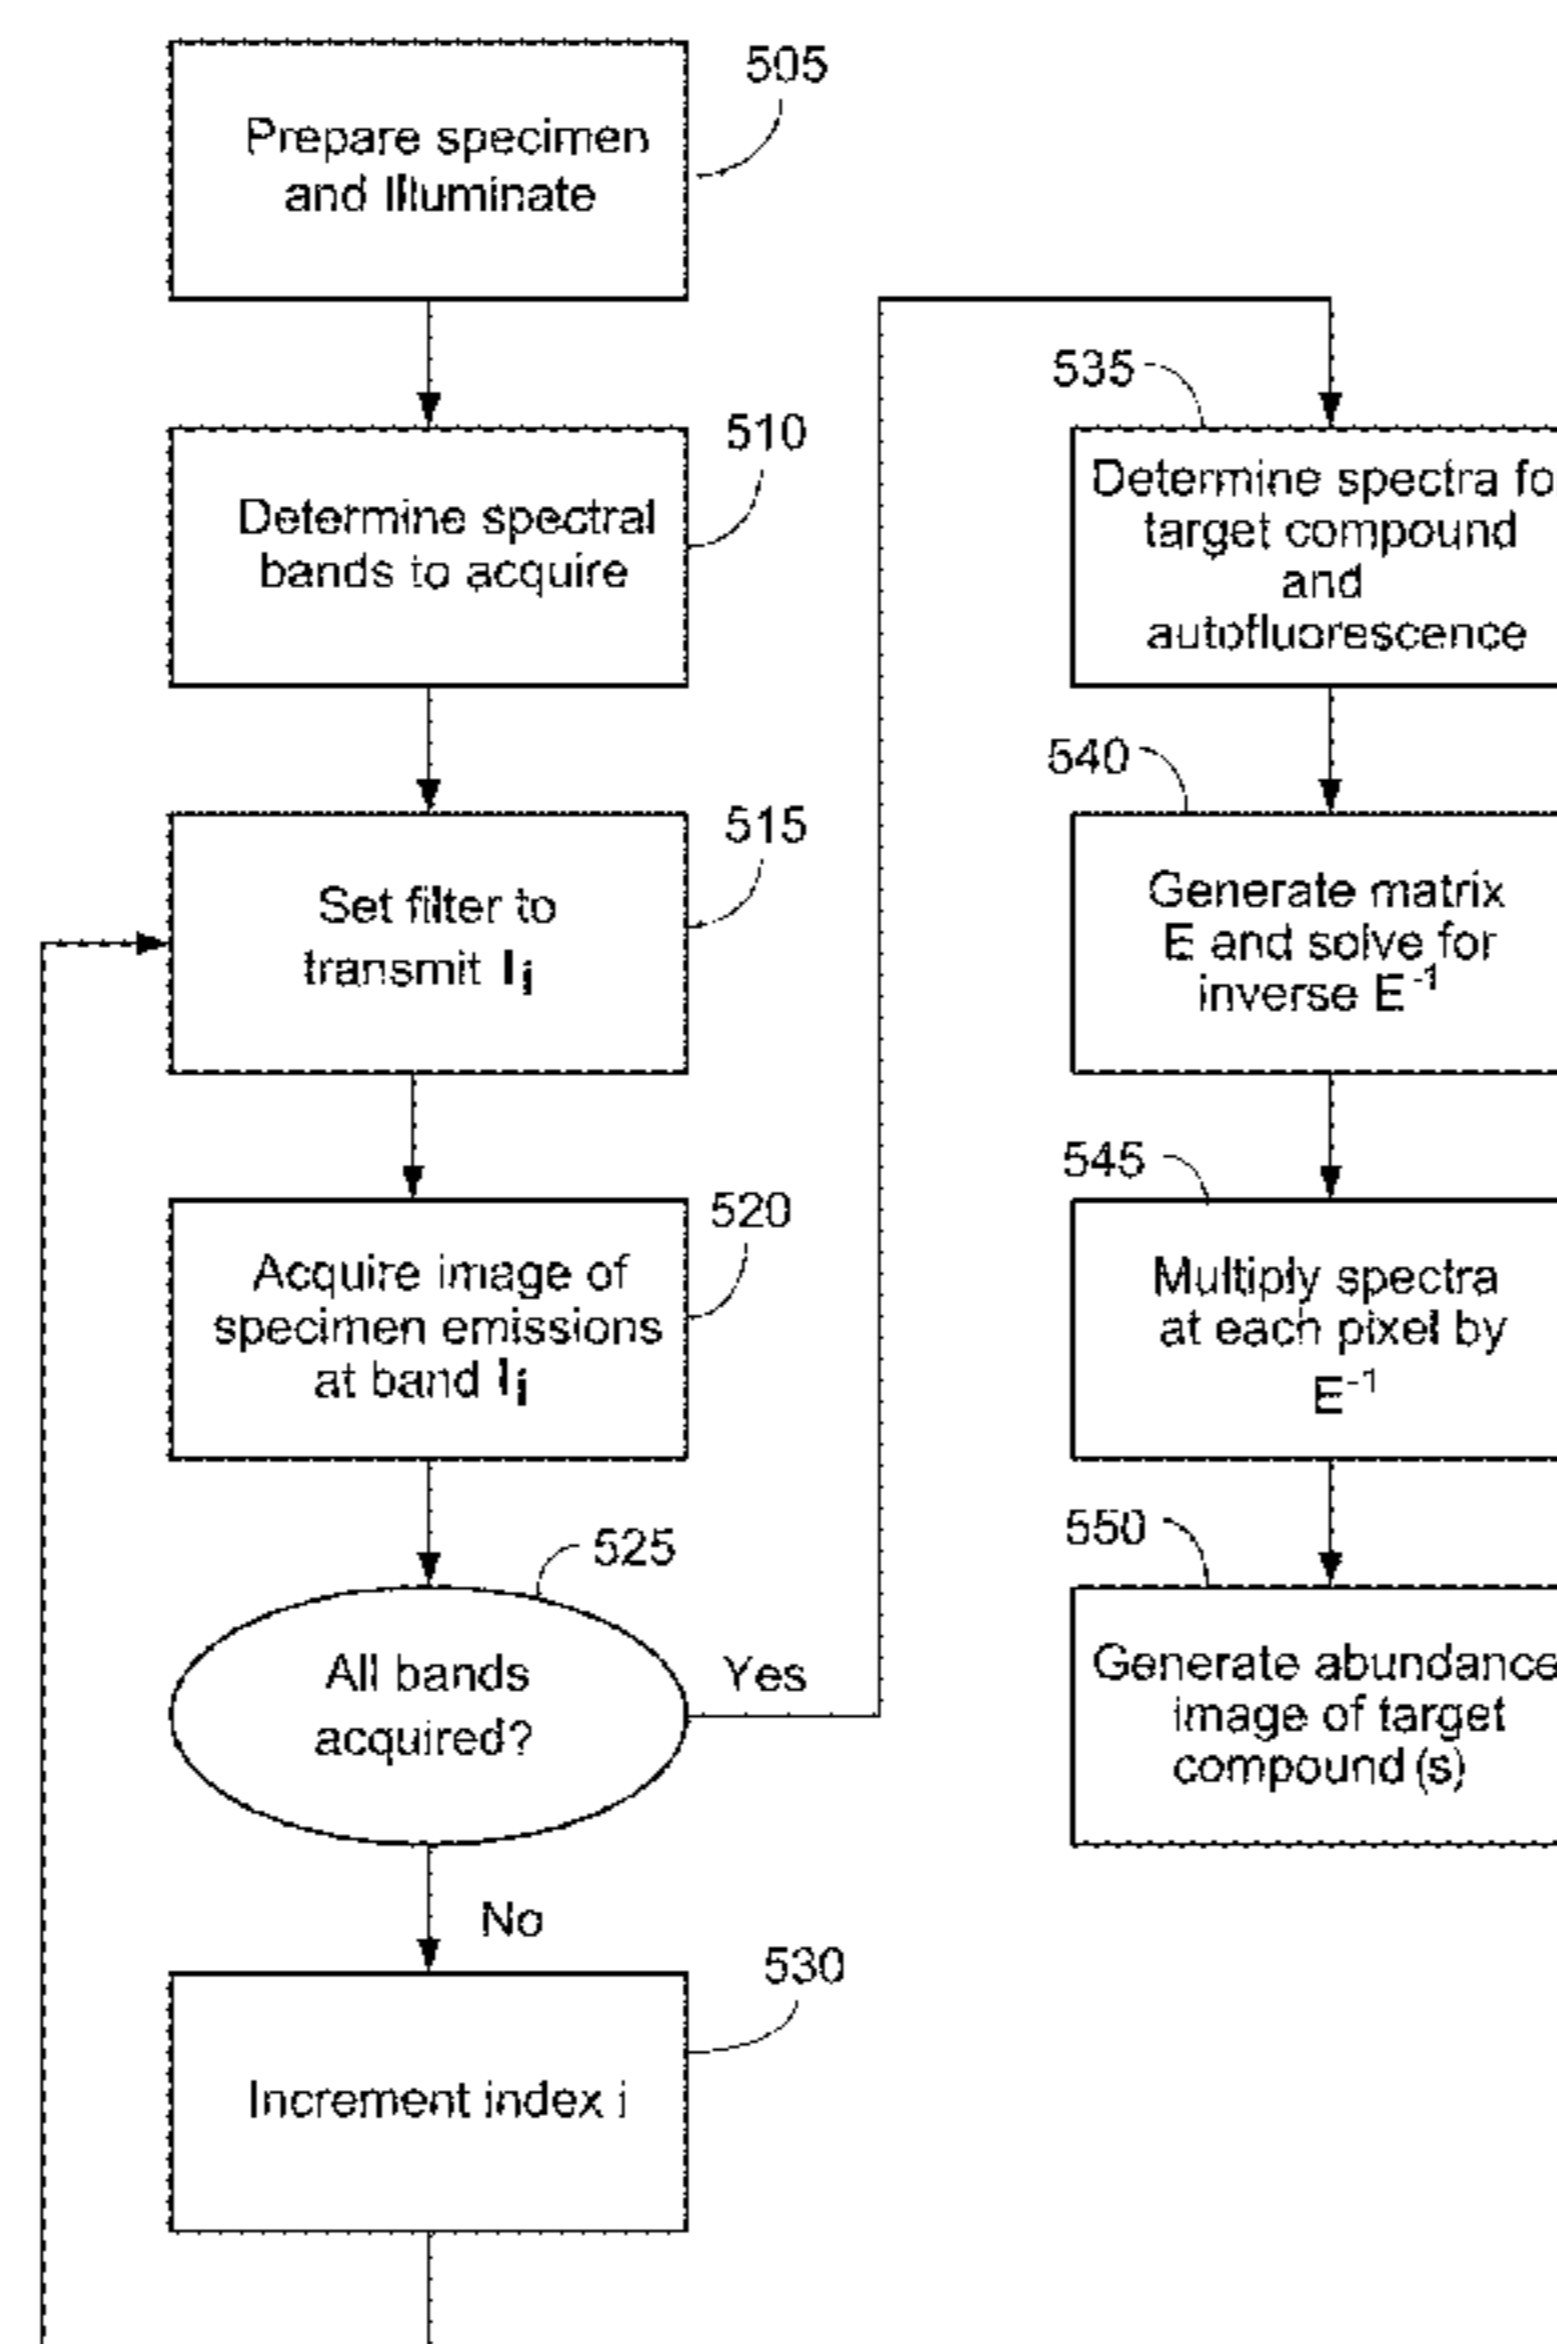 505
Prepare specimen
and Illuminate
510
Determine spectral
bands to acquire
515
Set filter to
transmit lᵢ
520
Acquire image of
specimen emissions
at band lᵢ
525
All bands
acquired?
Yes
No
530
Increment index i
535
Determine spectra fo
target compound
and
autofluorescence
540
Generate matrix
E and solve for
inverse E⁻¹
545
Multiply spectra
at each pixel by
E⁻¹
550
Generate abundance
image of target
compound (s)